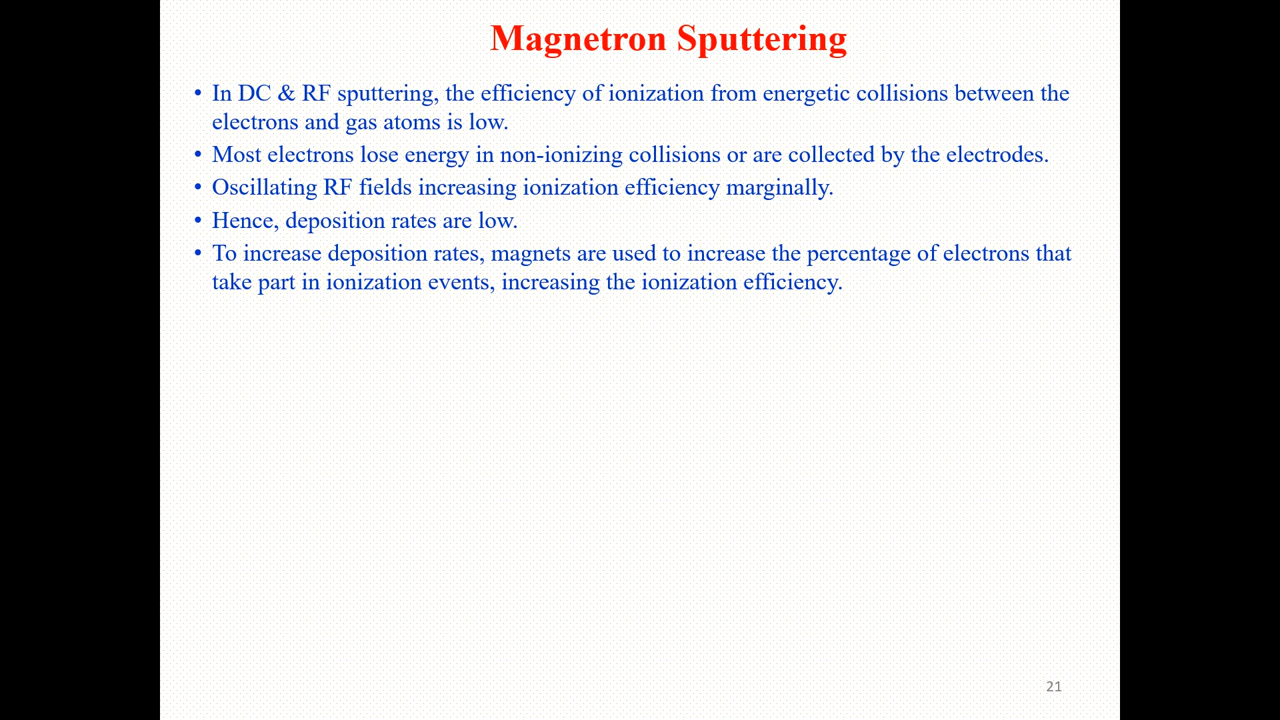 Magnetron Sputtering
• In DC & RF sputtering, the efficiency of ionization from energetic collisions between the
electrons and gas atoms is low.
• Most electrons lose energy in non-ionizing collisions or are collected by the electrodes.
• Oscillating RF fields increasing ionization efficiency marginally.
• Hence, deposition rates are low.
• To increase deposition rates, magnets are used to increase the percentage of electrons that
take part in ionization events, increasing the ionization efficiency.
21